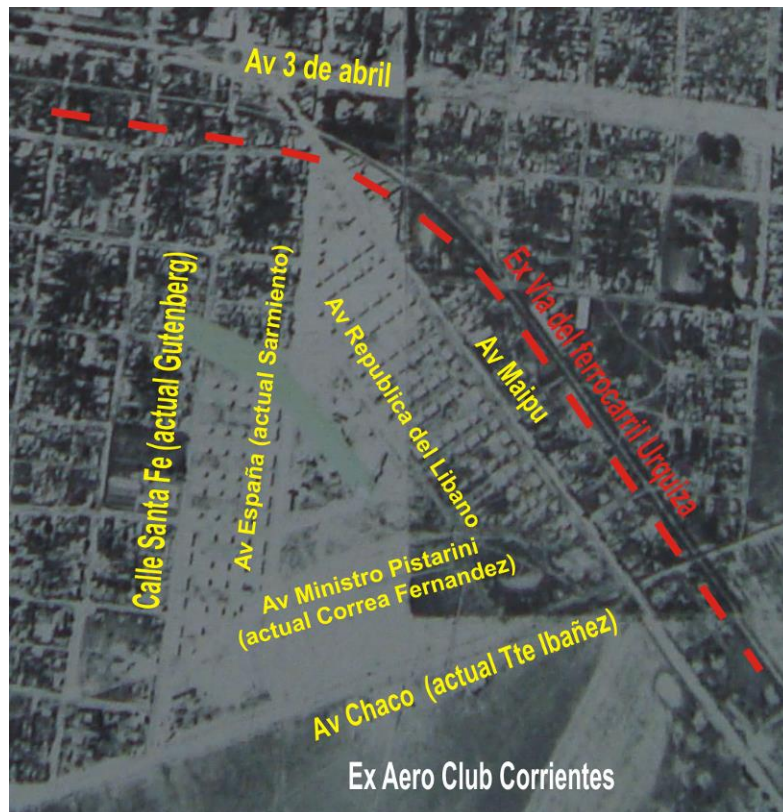 Av 3 de abril
Ex Via del ferrocarril Urquiza
Calle Santa Fe (actual Gutenberg)
Av España (actual Sarmiento)
Av Republica del Libano
Av Maipu
Av Ministro Pistarini
(actual Correa Fernandez)
Av Chaco (actual Tte Ibañez)
Ex Aero Club Corrientes